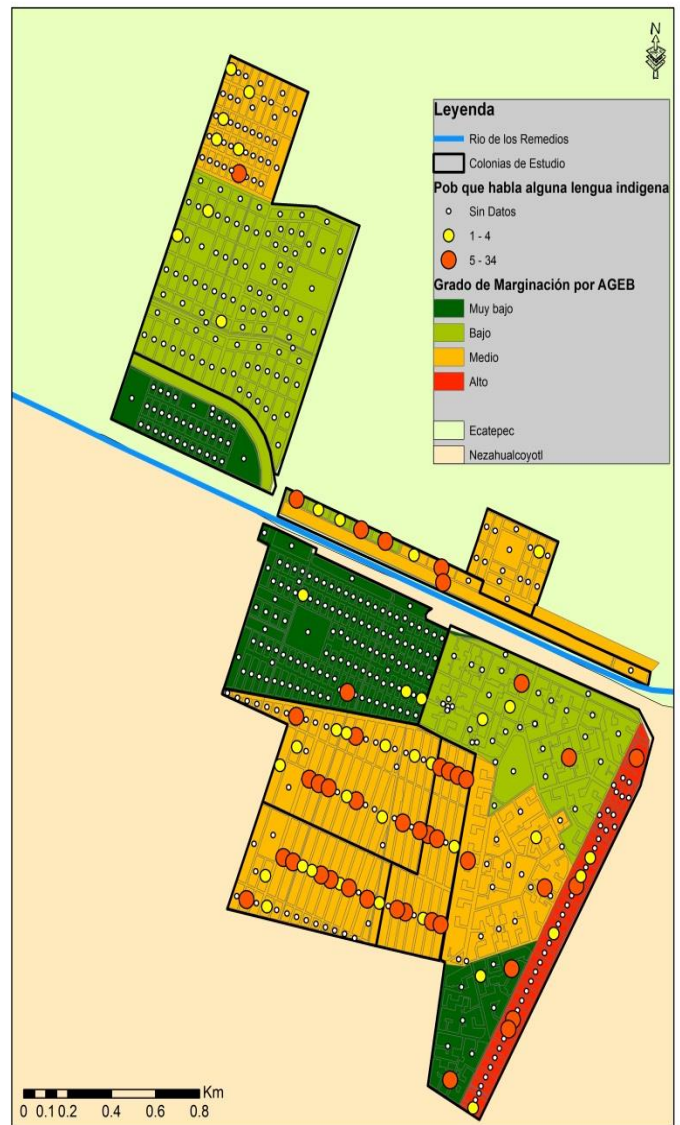 N
Leyenda
Rio de los Remedios
Colonias de Estudio
Pob que habla alguna lengua indigena
Sin Datos
1 - 4
5 - 34
Grado de Marginación por AGEB
Muy bajo
Bajo
Medio
Alto
Ecatepec
Nezahualcoyotl
Km
0 0.1 0.2 0.4 0.6 0.8